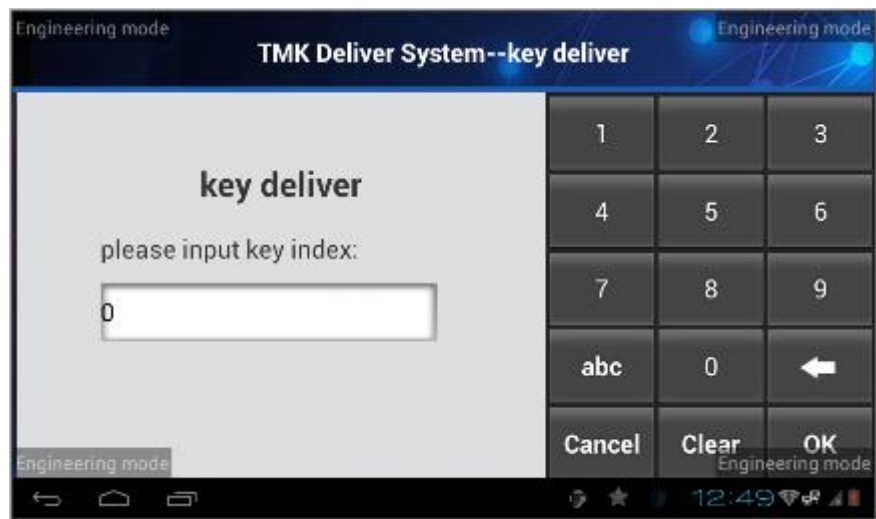 Engineering mode
Engineering mode
TMK Deliver System--key deliver
key deliver
please input key index:
0
1 2 3
4 5 6
7 8 9
abc 0
Cancel Clear OK
Engineering mode
Engineering mode
12:49